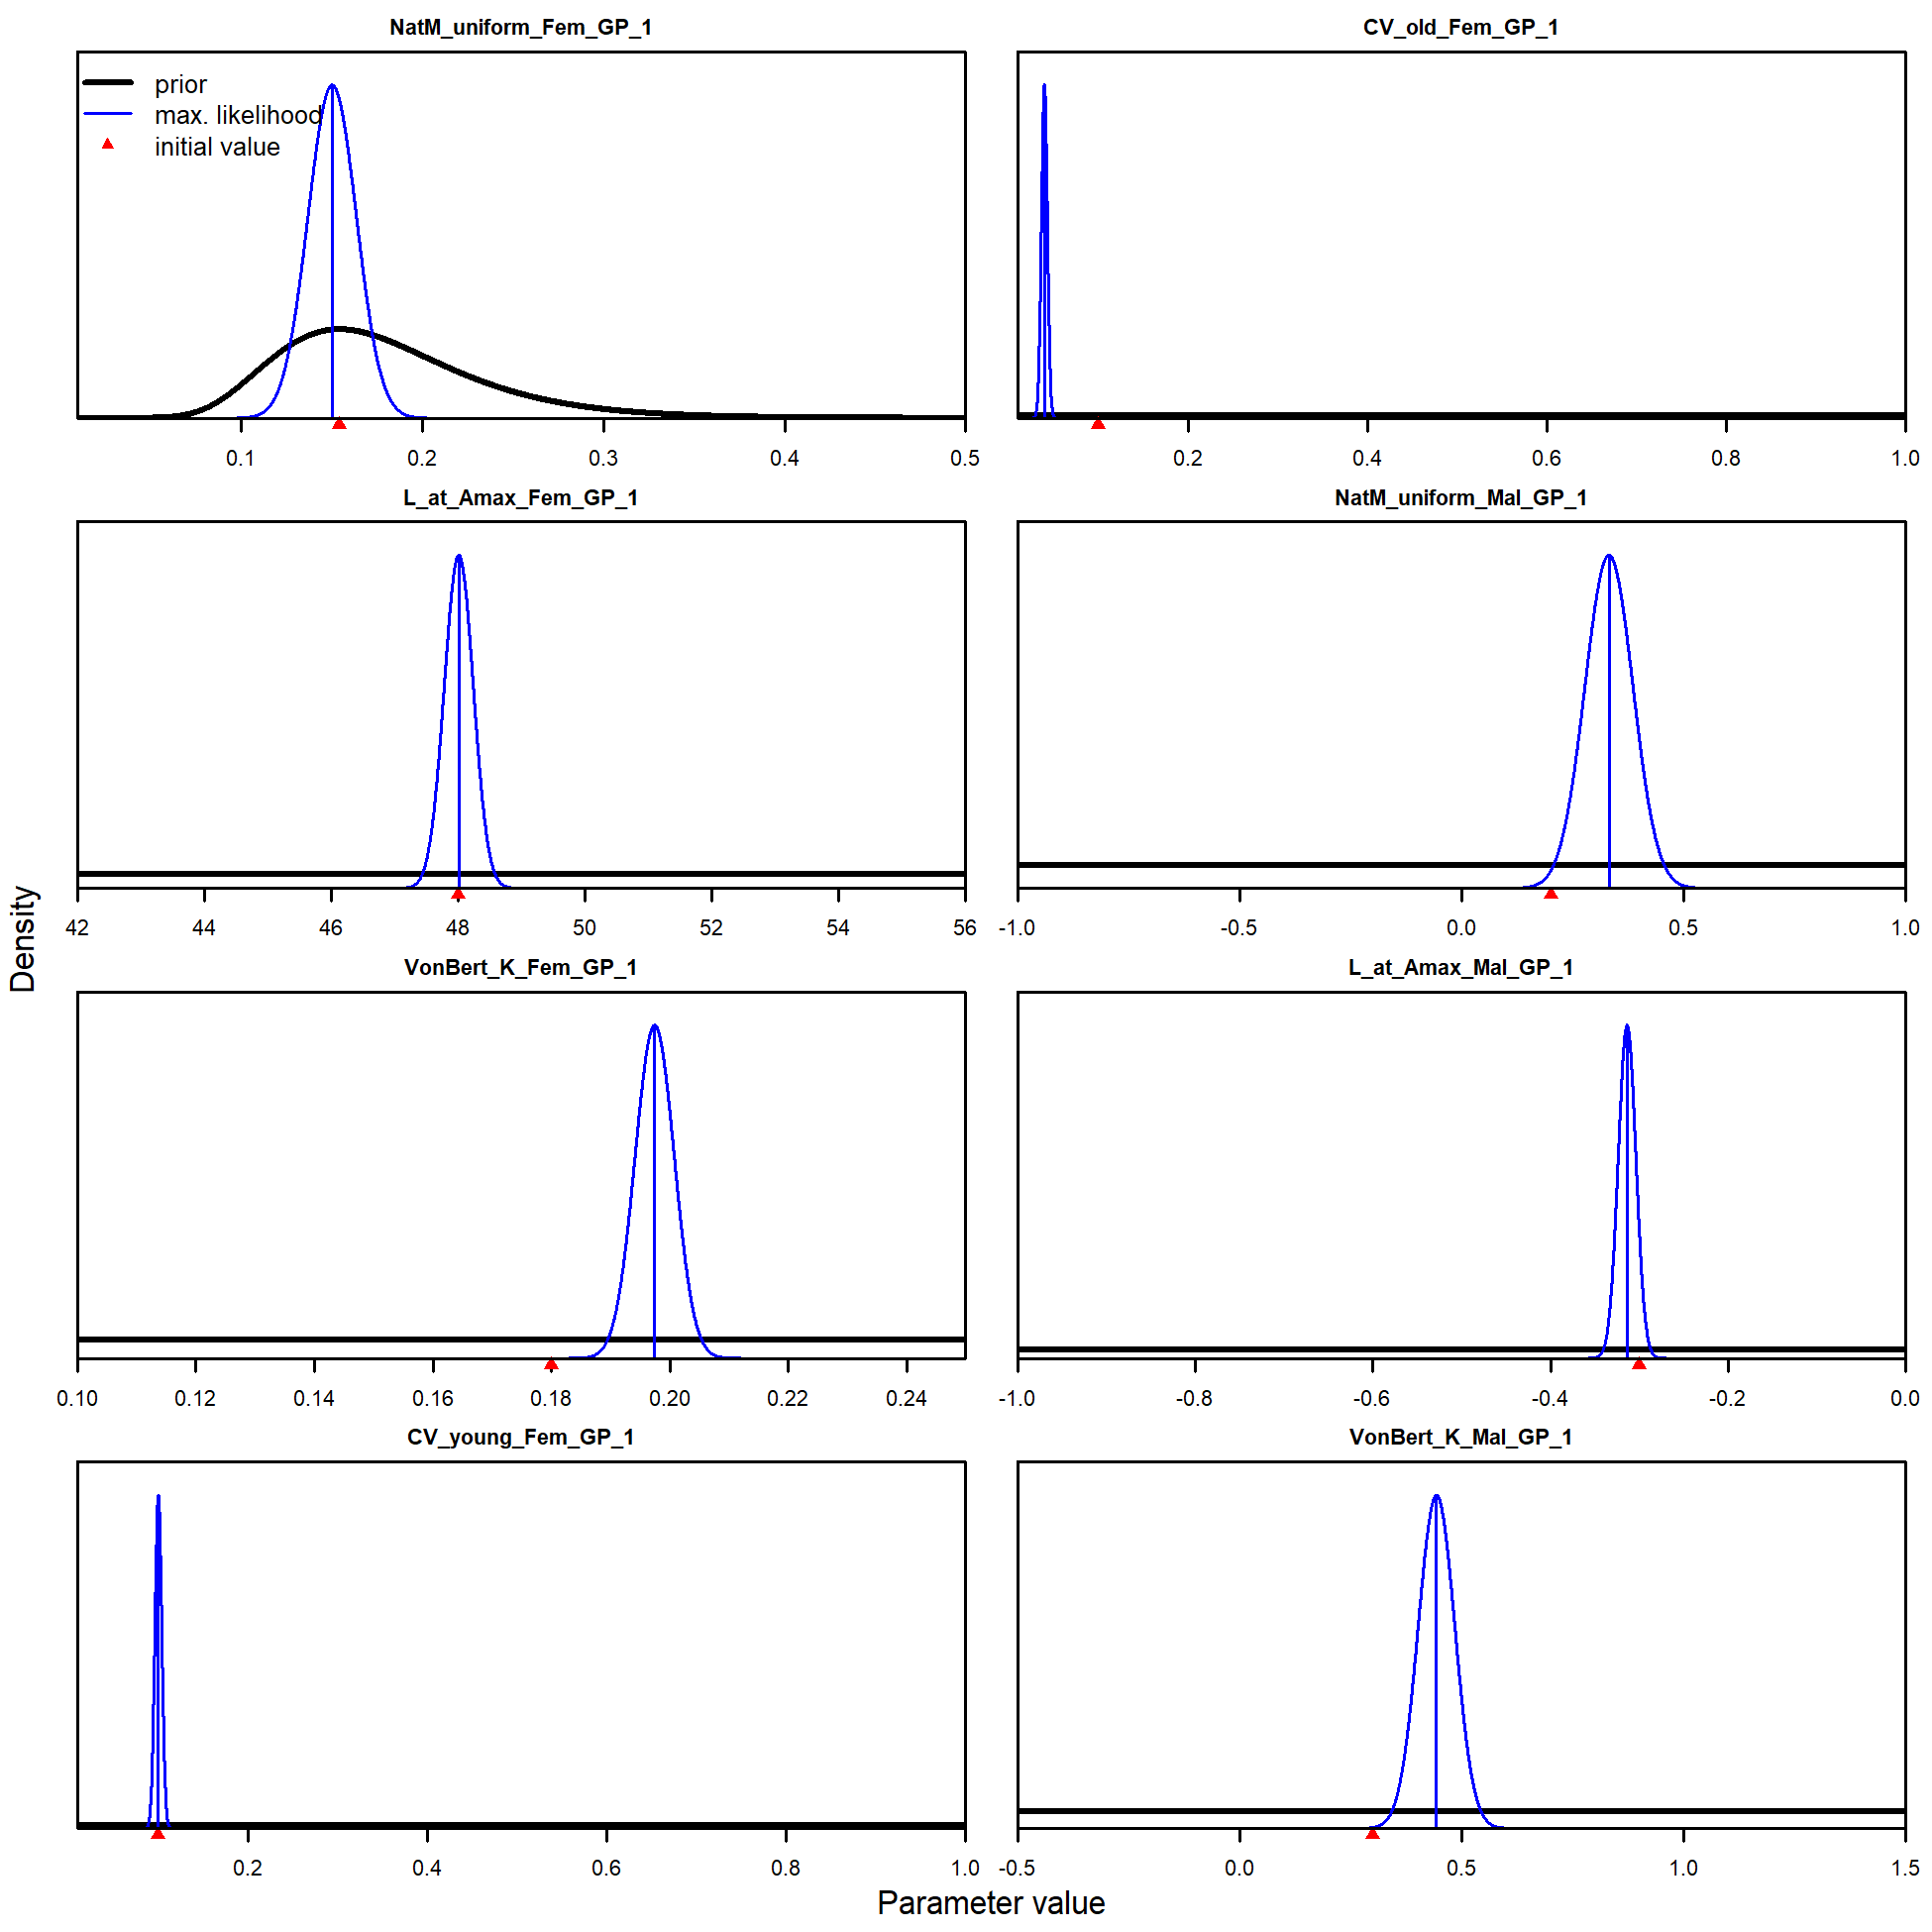 NatM_uniform_Fem_GP_1
prior
max. likelihood
initial value
0.1 0.2 0.3 0.4 0.5
CV_old_Fem_GP_1
0.2 0.4 0.6 0.8 1.0
L_at_Amax_Fem_GP_1
42 44 46 48 50 52 54 56
NatM_uniform_Mal_GP_1
-1.0 -0.5 0.0 0.5 1.0
VonBert_K_Fem_GP_1
0.10 0.12 0.14 0.16 0.18 0.20 0.22 0.24
L_at_Amax_Mal_GP_1
-1.0 -0.8 -0.6 -0.4 -0.2 0.0
CV_young_Fem_GP_1
0.2 0.4 0.6 0.8 1.0
VonBert_K_Mal_GP_1
-0.5 0.0 0.5 1.0 1.5
Density
Parameter value